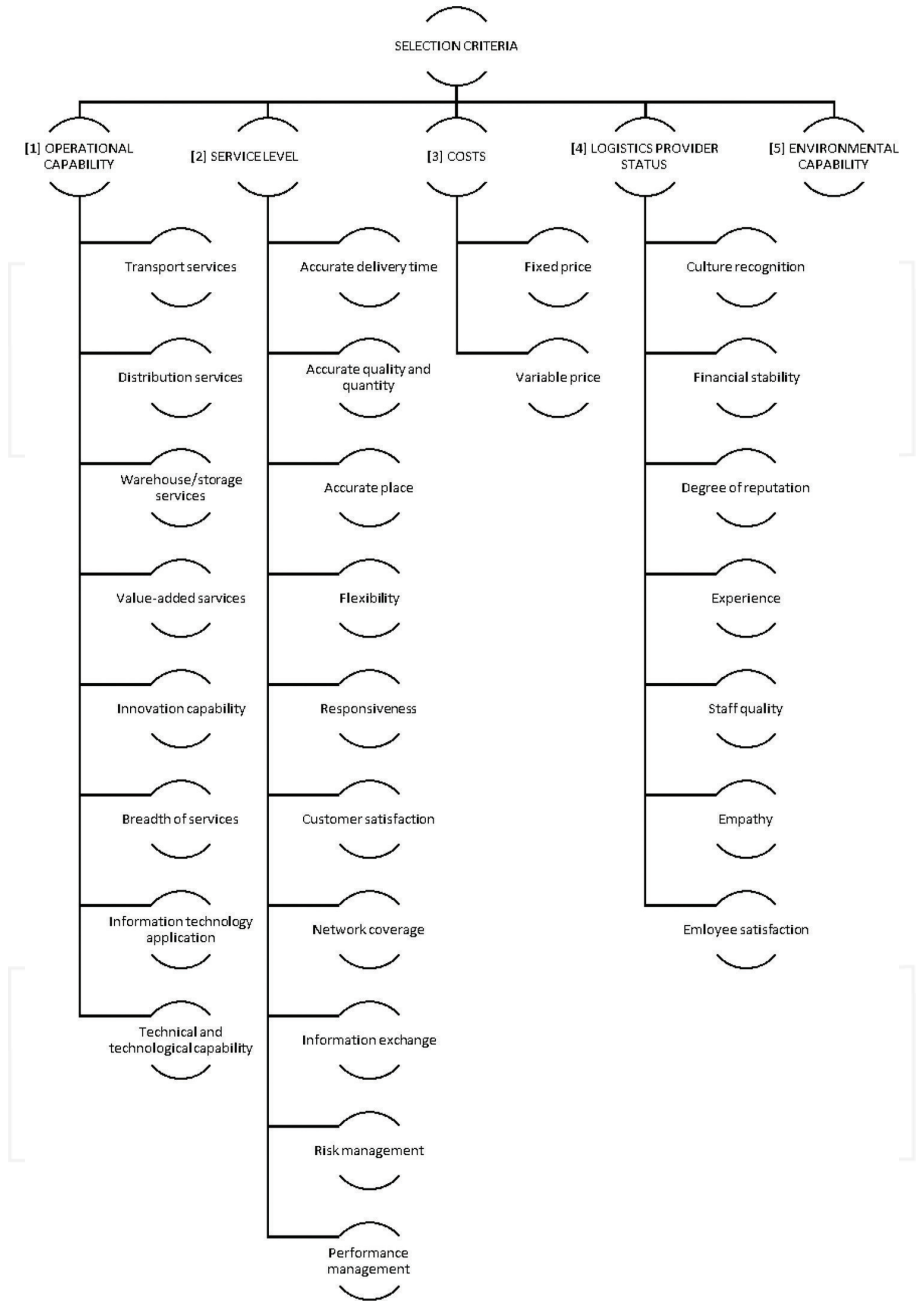 SELECTION CRITERIA
[1] OPERATIONAL
CAPABILITY
[2] SERVICE LEVEL
[3] COSTS
[4] LOGISTICS PROVIDER
STATUS
[5] ENVIRONMENTAL
CAPABILITY
Transport services
Distribution services
Warehouse/storage
services
Value-added sarvices
Innovation capability
Breadth of services
Information technology
application
Technical and
technological capability
Accurate delivery time
Accurate quality and
quantity
Accurate place
Flexibility
Responsiveness
Customer satisfaction
Network coverage
Information exchange
Risk management
Performance
management
Fixed price
Variable price
Culture recognition
Financial stability
Degree of reputation
Experience
Staff quality
Empathy
Emloyee satisfaction